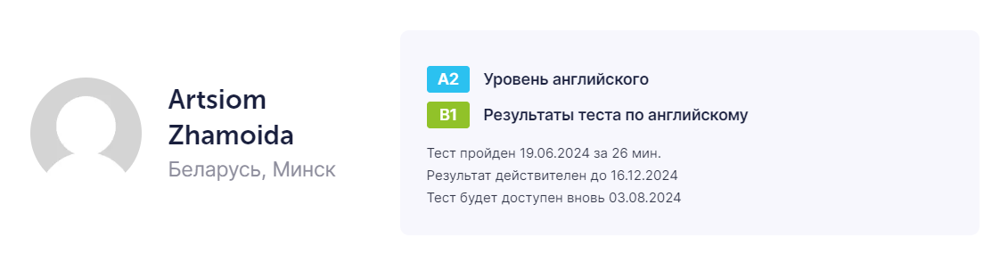 Artsiom
Zhamoida
Беларусь, Минск
A2 Уровень английского
B1 Результаты теста по английскому
Тест пройден 19.06.2024 за 26 мин.
Результат действителен до 16.12.2024
Тест будет доступен вновь 03.08.2024